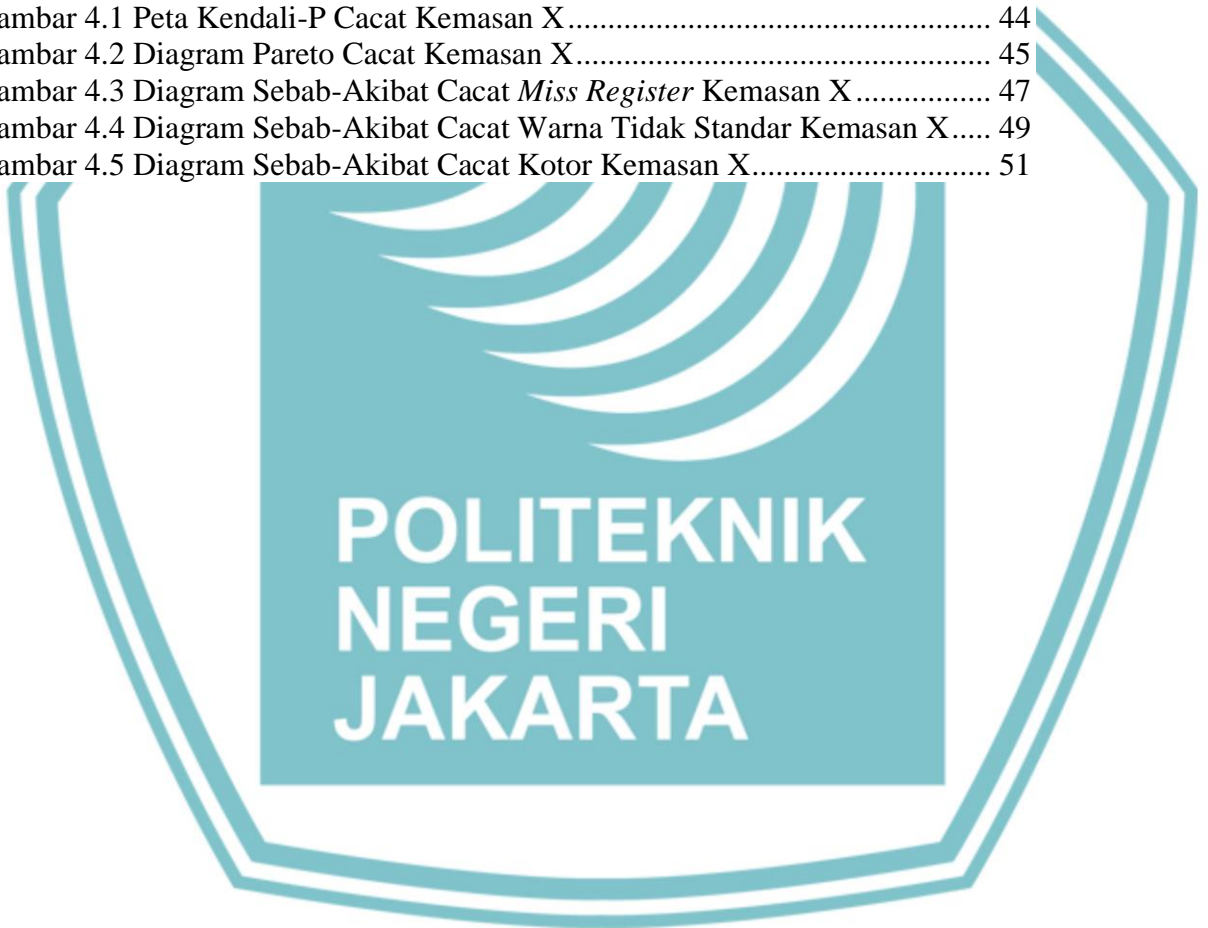 ambar 4.1 Peta Kendali-P Cacat Kemasan X..................................................... 44
ambar 4.2 Diagram Pareto Cacat Kemasan X.................................................... 45
ambar 4.3 Diagram Sebab-Akibat Cacat Miss Register Kemasan X................. 47
ambar 4.4 Diagram Sebab-Akibat Cacat Warna Tidak Standar Kemasan X..... 49
ambar 4.5 Diagram Sebab-Akibat Cacat Kotor Kemasan X.............................. 51
POLITEKNIK
NEGERI
JAKARTA